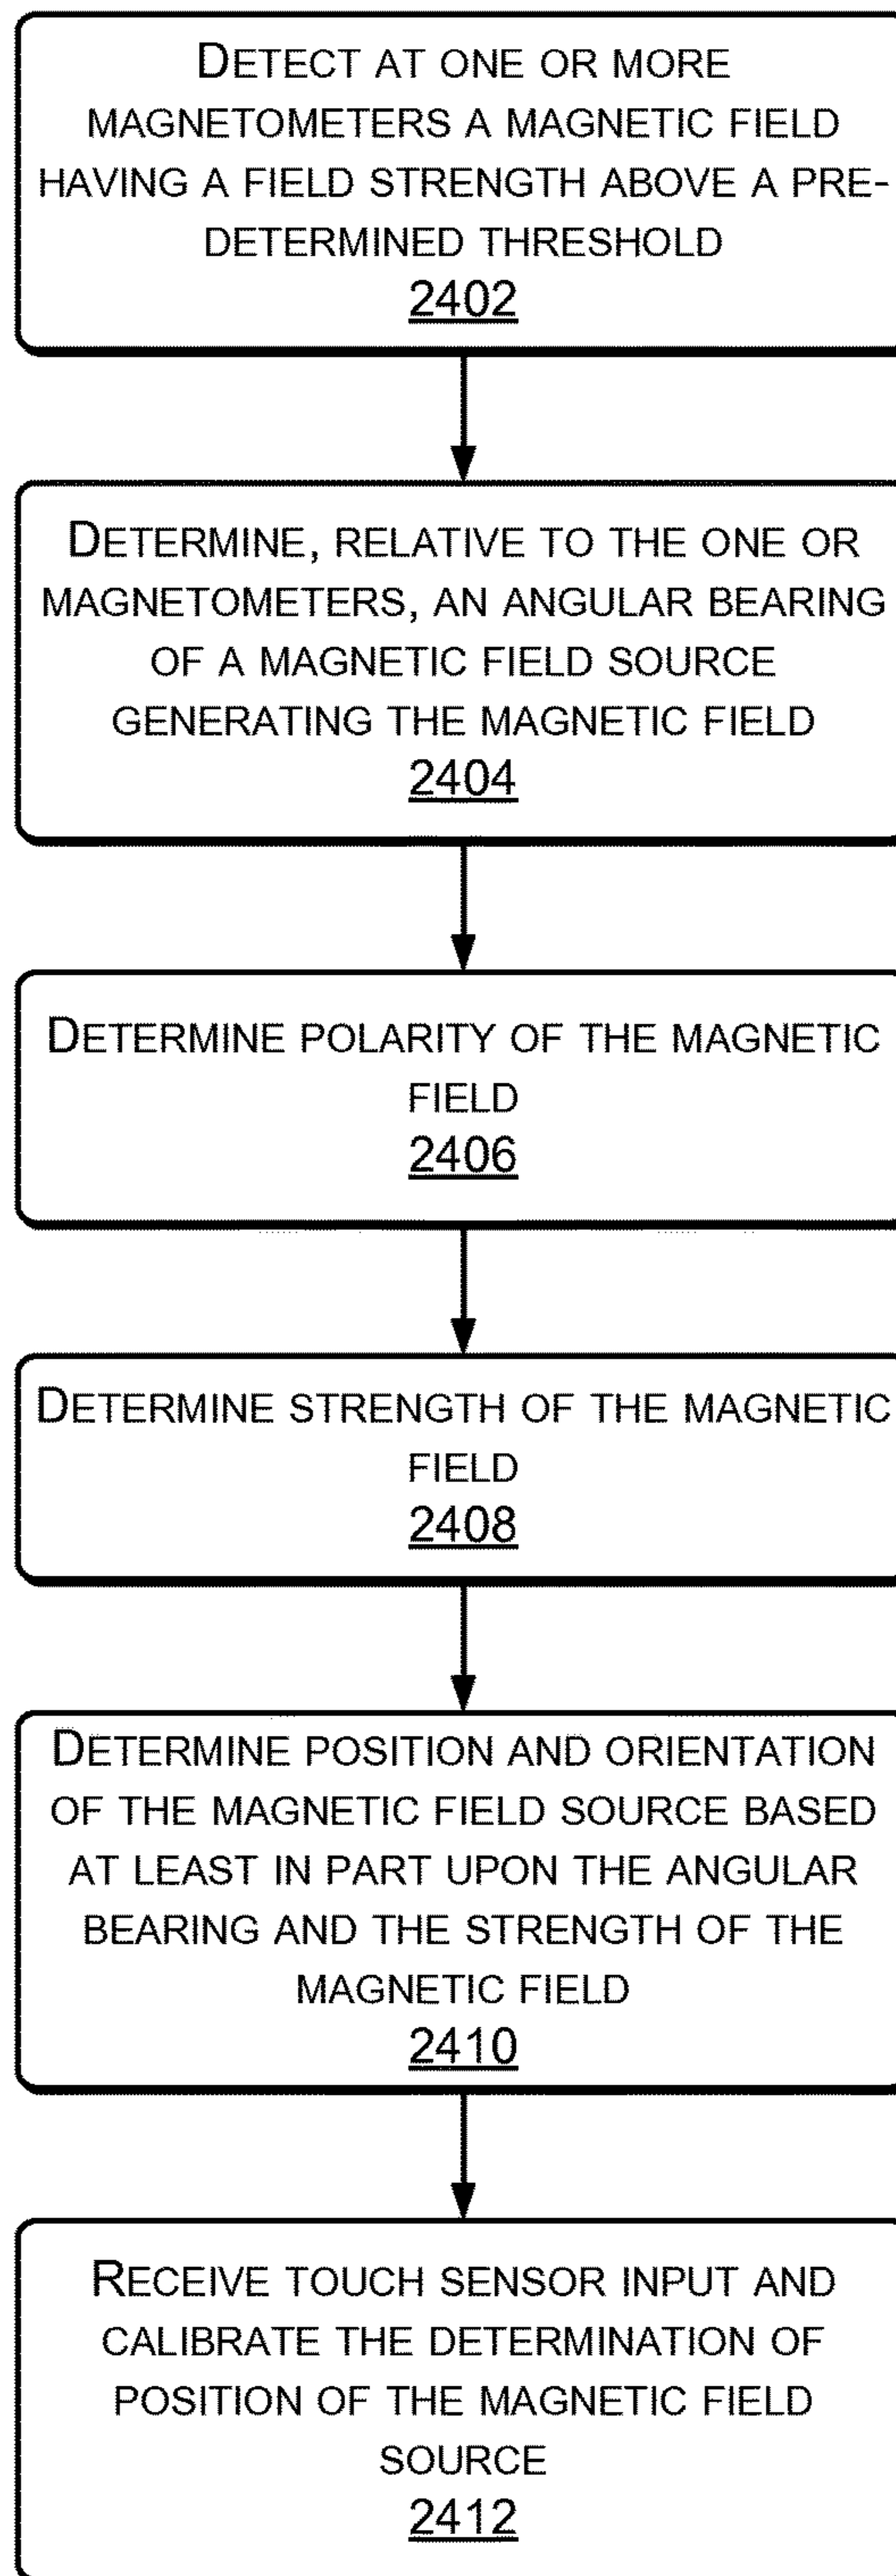 DETECT AT ONE OR MORE
MAGNETOMETERS A MAGNETIC FIELD
HAVING A FIELD STRENGTH ABOVE A PRE-
DETERMINED THRESHOLD
2402
DETERMINE, RELATIVE TO THE ONE OR
MAGNETOMETERS, AN ANGULAR BEARING
OF A MAGNETIC FIELD SOURCE
GENERATING THE MAGNETIC FIELD
2404
DETERMINE POLARITY OF THE MAGNETIC
FIELD
2406
DETERMINE STRENGTH OF THE MAGNETIC
FIELD
2408
DETERMINE POSITION AND ORIENTATION
OF THE MAGNETIC FIELD SOURCE BASED
AT LEAST IN PART UPON THE ANGULAR
BEARING AND THE STRENGTH OF THE
MAGNETIC FIELD
2410
RECEIVE TOUCH SENSOR INPUT AND
CALIBRATE THE DETERMINATION OF
POSITION OF THE MAGNETIC FIELD
SOURCE
2412